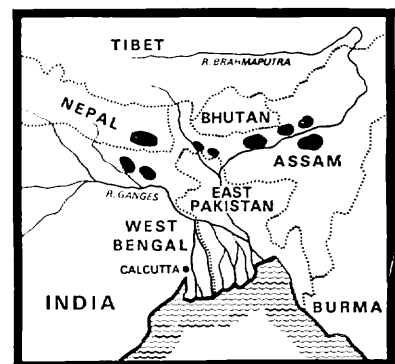 TIBET
R. BRAHMAPUTRA
NEPAL
BHUTAN
ASSAM
R. GANGES
EAST
PAKISTAN
WEST
BENGAL
CALCUTTA
INDIA
BURMA